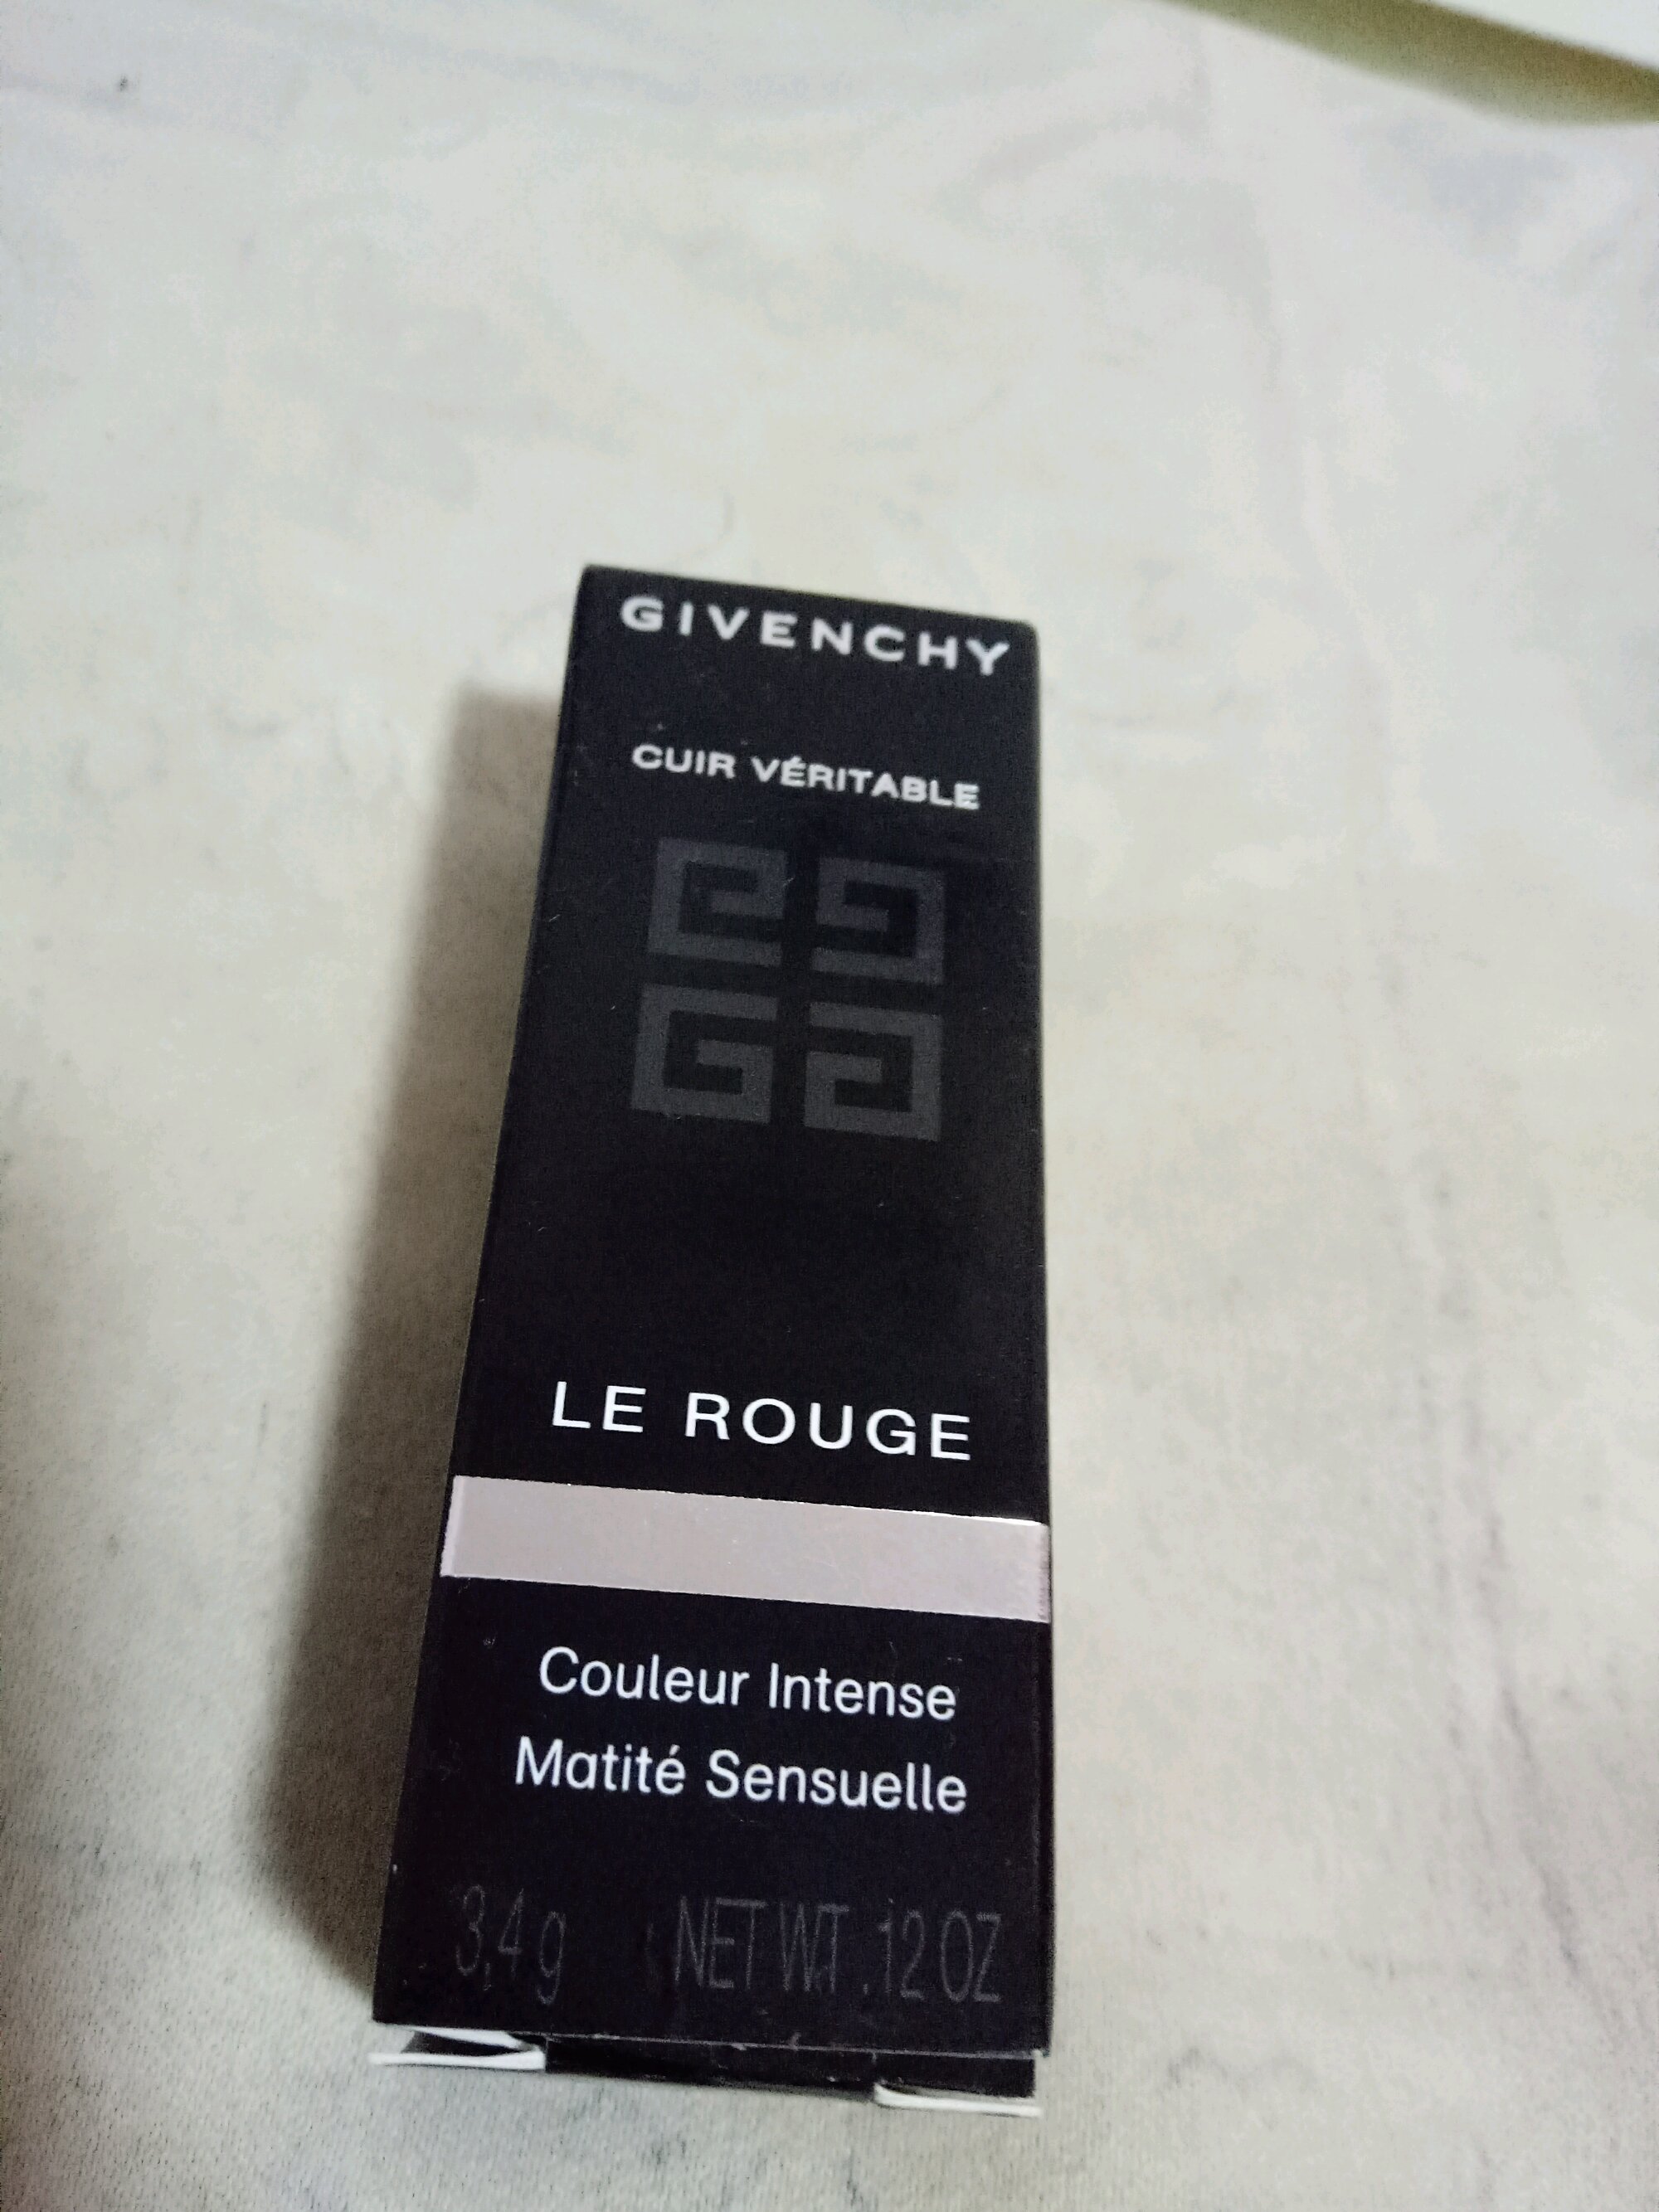 GIVENCHY
CUIR VÉRITABLE
LE ROUGE
Couleur Intense
Matité Sensuelle
3,4 g NET WT .12 OZ